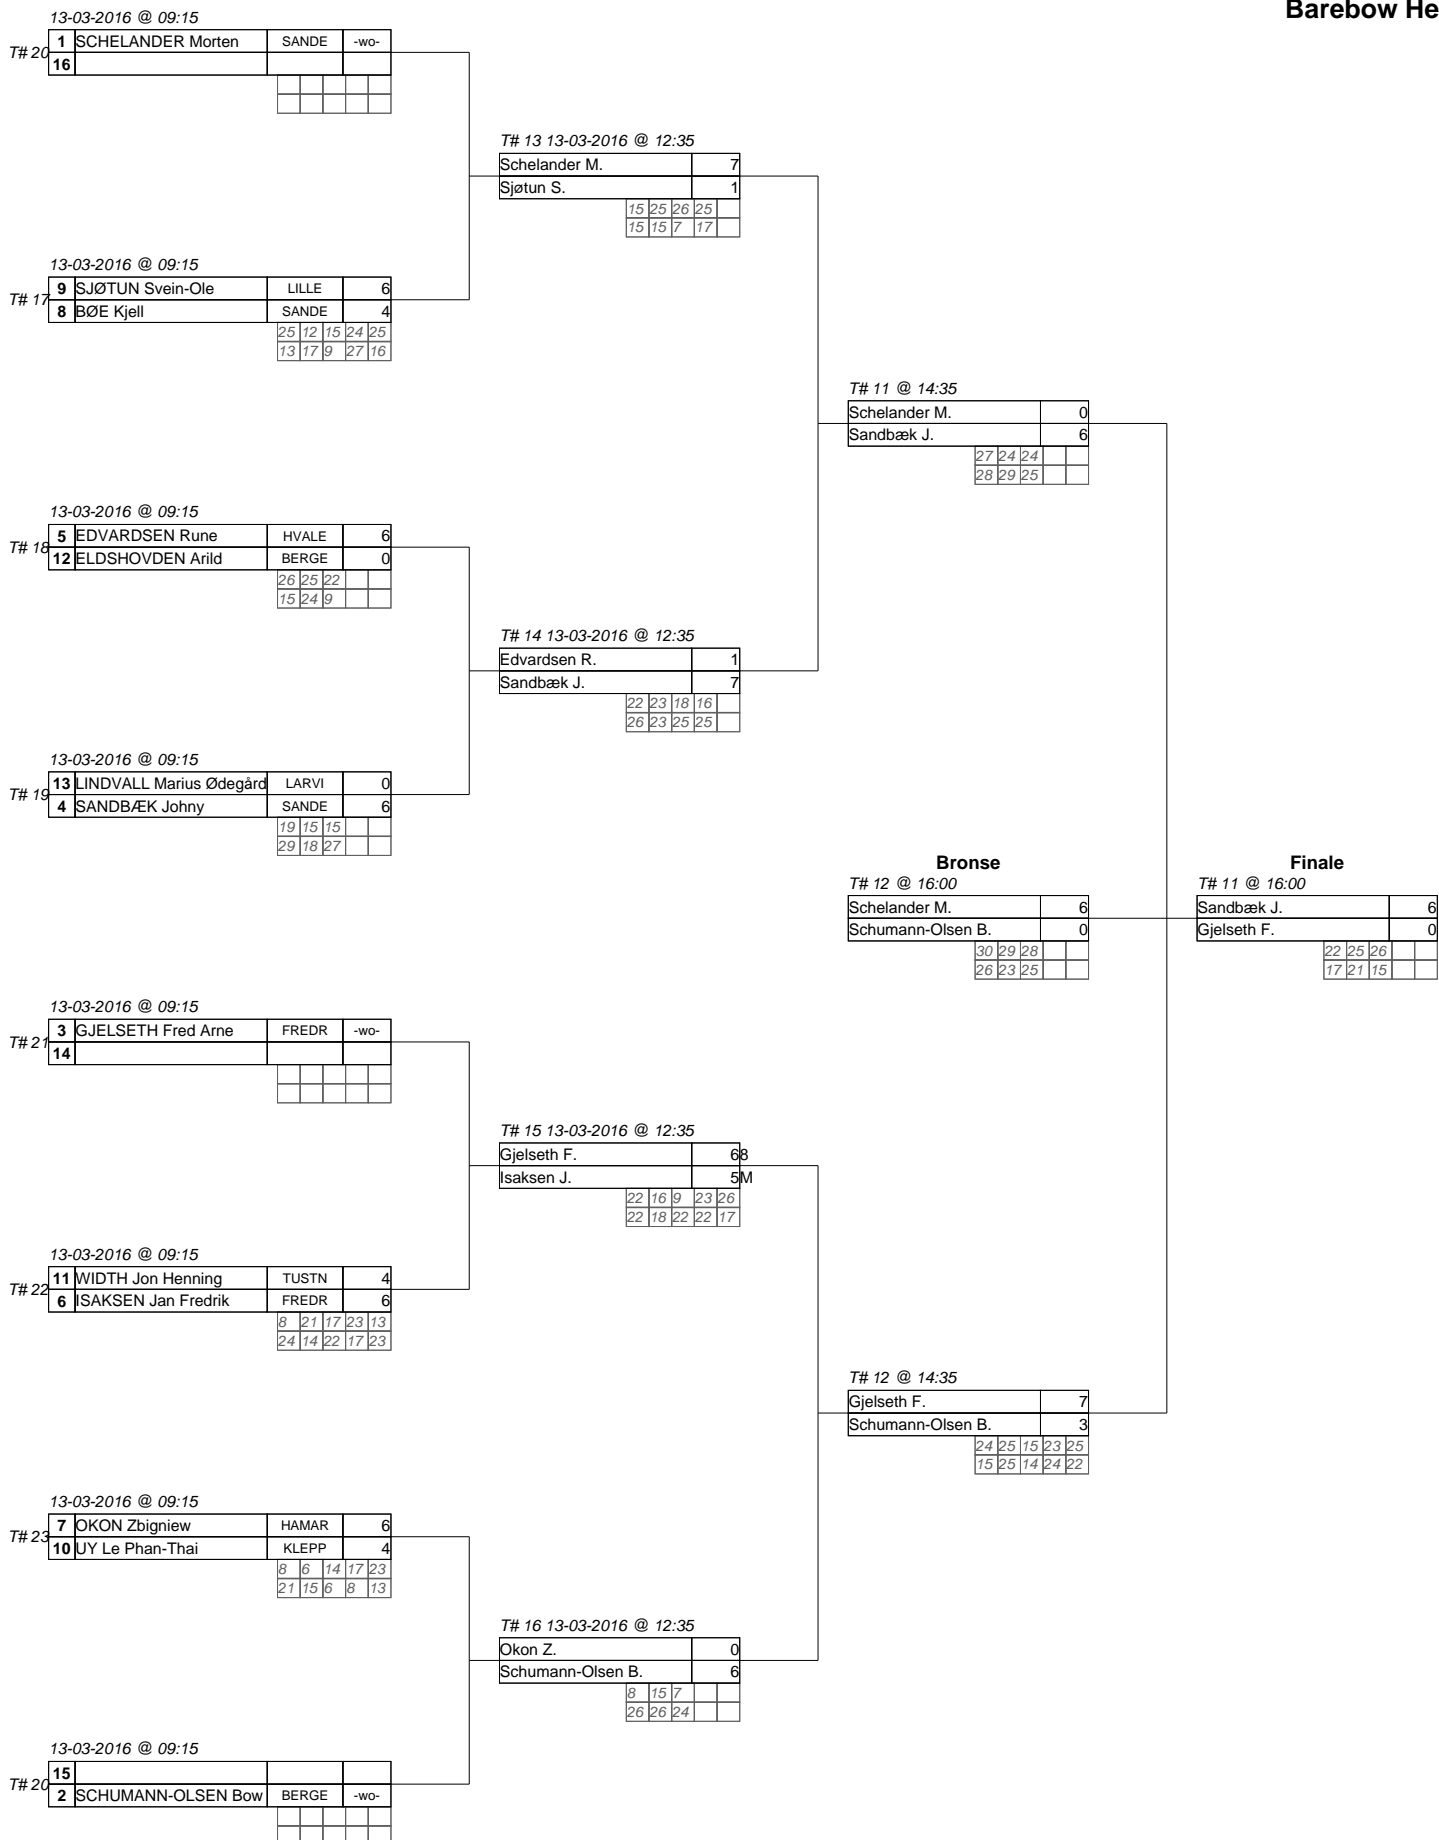 Barebow He
13-03-2016 @ 09:15
T# 20
1 SCHELANDER Morten SANDE -wo-
16
T# 13 13-03-2016 @ 12:35
Schelander M. 7
Sjøtun S. 1
15 25 26 25
15 15 7 17
13-03-2016 @ 09:15
T# 17
9 SJØTUN Svein-Ole LILLE 6
8 BØE Kjell SANDE 4
25 12 15 24 25
13 17 9 27 16
T# 11 @ 14:35
Schelander M. 0
Sandbæk J. 6
27 24 24
28 29 25
13-03-2016 @ 09:15
T# 18
5 EDVARDSEN Rune HVALE 6
12 ELDSHOVDEN Arild BERGE 0
26 25 22
15 24 9
T# 14 13-03-2016 @ 12:35
Edvardsen R. 1
Sandbæk J. 7
22 23 18 16
26 23 25 25
13-03-2016 @ 09:15
T# 19
13 LINDVALL Marius Ødegård LARVI 0
4 SANDBÆK Johny SANDE 6
19 15 15
29 18 27
Bronse
T# 12 @ 16:00
Schelander M. 6
Schumann-Olsen B. 0
30 29 28
26 23 25
Finale
T# 11 @ 16:00
Sandbæk J. 6
Gjelseth F. 0
22 25 26
17 21 15
13-03-2016 @ 09:15
T# 21
3 GJELSETH Fred Arne FREDR -wo-
14
T# 15 13-03-2016 @ 12:35
Gjelseth F. 6 8
Isaksen J. 5 M
22 16 9 23 26
22 18 22 22 17
13-03-2016 @ 09:15
T# 22
11 WIDTH Jon Henning TUSTN 4
6 ISAKSEN Jan Fredrik FREDR 6
8 21 17 23 13
24 14 22 17 23
T# 12 @ 14:35
Gjelseth F. 7
Schumann-Olsen B. 3
24 25 15 23 25
15 25 14 24 22
13-03-2016 @ 09:15
T# 23
7 OKON Zbigniew HAMAR 6
10 UY Le Phan-Thai KLEPP 4
8 6 14 17 23
21 15 6 8 13
T# 16 13-03-2016 @ 12:35
Okon Z. 0
Schumann-Olsen B. 6
8 15 7
26 26 24
13-03-2016 @ 09:15
T# 20
15
2 SCHUMANN-OLSEN Bow BERGE -wo-